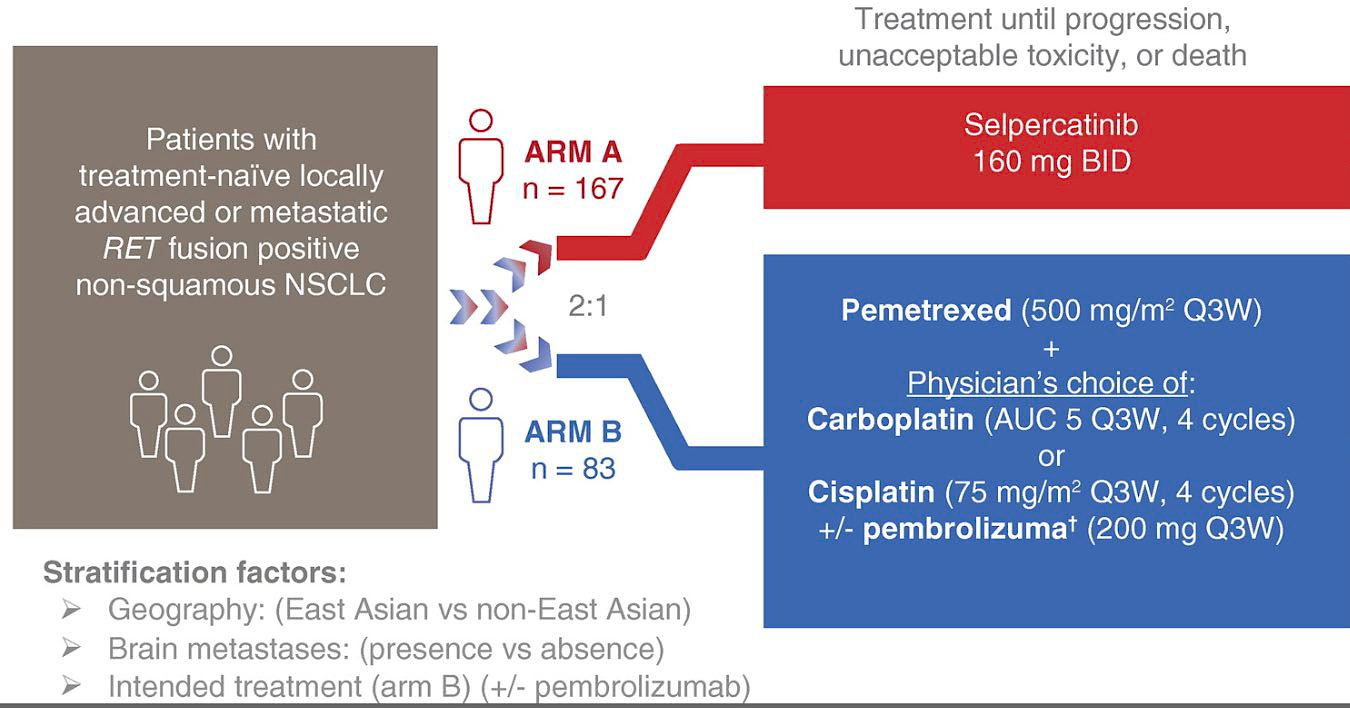 Treatment until progression,
unacceptable toxicity, or death
Patients with
treatment-naïve locally
advanced or metastatic
RET fusion positive
non-squamous NSCLC
ARM A
n = 167
2:1
ARM B
n = 83
Selpercatinib
160 mg BID
Pemetrexed (500 mg/m² Q3W)
+
Physician’s choice of:
Carboplatin (AUC 5 Q3W, 4 cycles)
or
Cisplatin (75 mg/m² Q3W, 4 cycles)
+/- pembrolizuma† (200 mg Q3W)
Stratification factors:
➢ Geography: (East Asian vs non-East Asian)
➢ Brain metastases: (presence vs absence)
➢ Intended treatment (arm B) (+/- pembrolizumab)